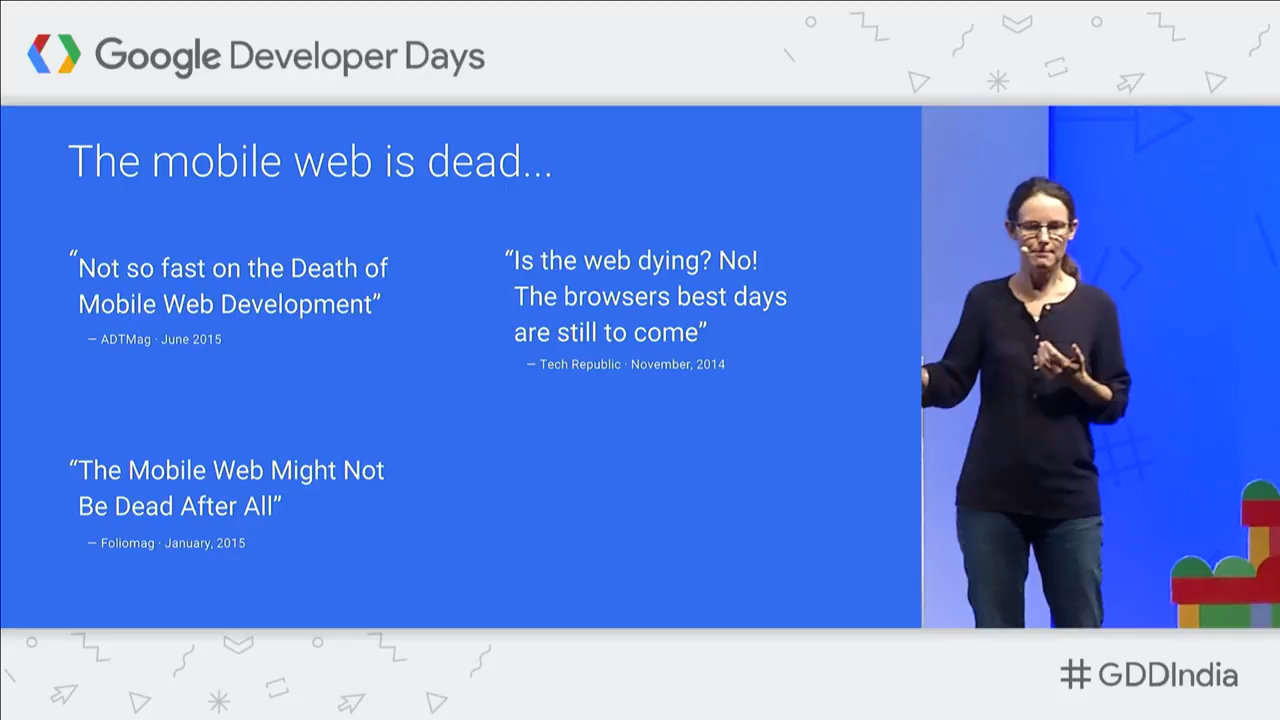 Google Developer Days
The mobile web is dead...
“Not so fast on the Death of
Mobile Web Development”
— ADTMag · June 2015
“Is the web dying? No!
The browsers best days
are still to come”
— Tech Republic · November, 2014
“The Mobile Web Might Not
Be Dead After All”
— Foliomag · January, 2015
#GDDIndia